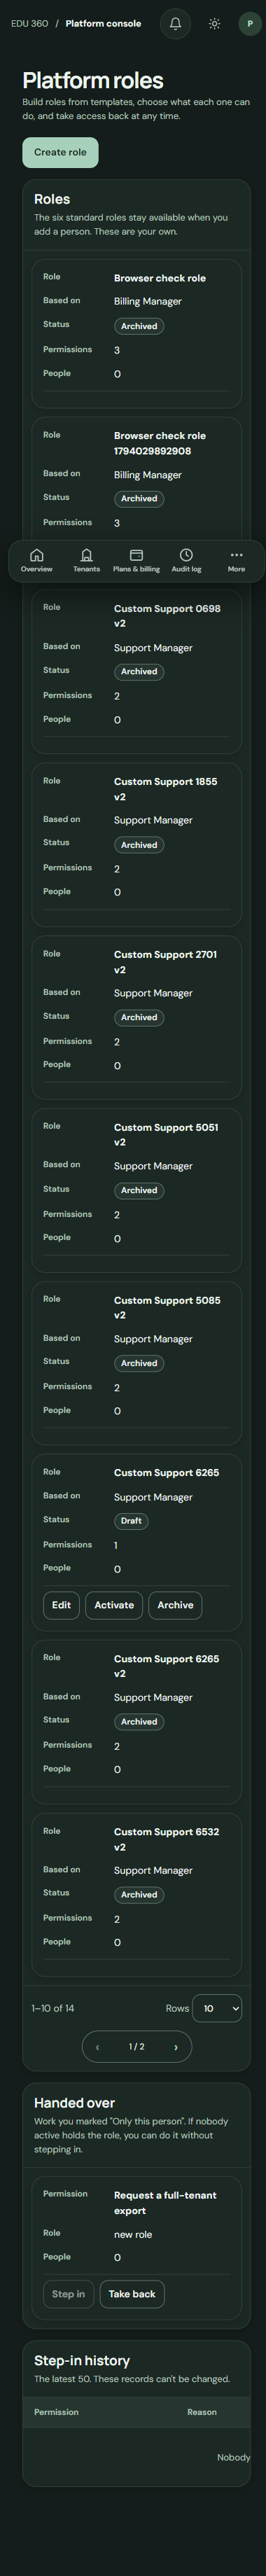 EDU 360 / Platform console
P
Platform roles
Build roles from templates, choose what each one can
do, and take access back at any time.
Create role
Roles
The six standard roles stay available when you
add a person. These are your own.
Role Browser check role
Based on Billing Manager
Status Archived
Permissions 3
People 0
Role Browser check role
1794029892908
Based on Billing Manager
Status Archived
Permissions 3
Overview Tenants Plans & billing Audit log More
Role Custom Support 0698
v2
Based on Support Manager
Status Archived
Permissions 2
People 0
Role Custom Support 1855
v2
Based on Support Manager
Status Archived
Permissions 2
People 0
Role Custom Support 2701
v2
Based on Support Manager
Status Archived
Permissions 2
People 0
Role Custom Support 5051
v2
Based on Support Manager
Status Archived
Permissions 2
People 0
Role Custom Support 5085
v2
Based on Support Manager
Status Archived
Permissions 2
People 0
Role Custom Support 6265
Based on Support Manager
Status Draft
Permissions 1
People 0
Edit Activate Archive
Role Custom Support 6265
v2
Based on Support Manager
Status Archived
Permissions 2
People 0
Role Custom Support 6532
v2
Based on Support Manager
Status Archived
Permissions 2
People 0
1–10 of 14 Rows 10
‹ 1 / 2 ›
Handed over
Work you marked "Only this person". If nobody
active holds the role, you can do it without
stepping in.
Permission Request a full-tenant
export
Role new role
People 0
Step in Take back
Step-in history
The latest 50. These records can't be changed.
Permission Reason
Nobody